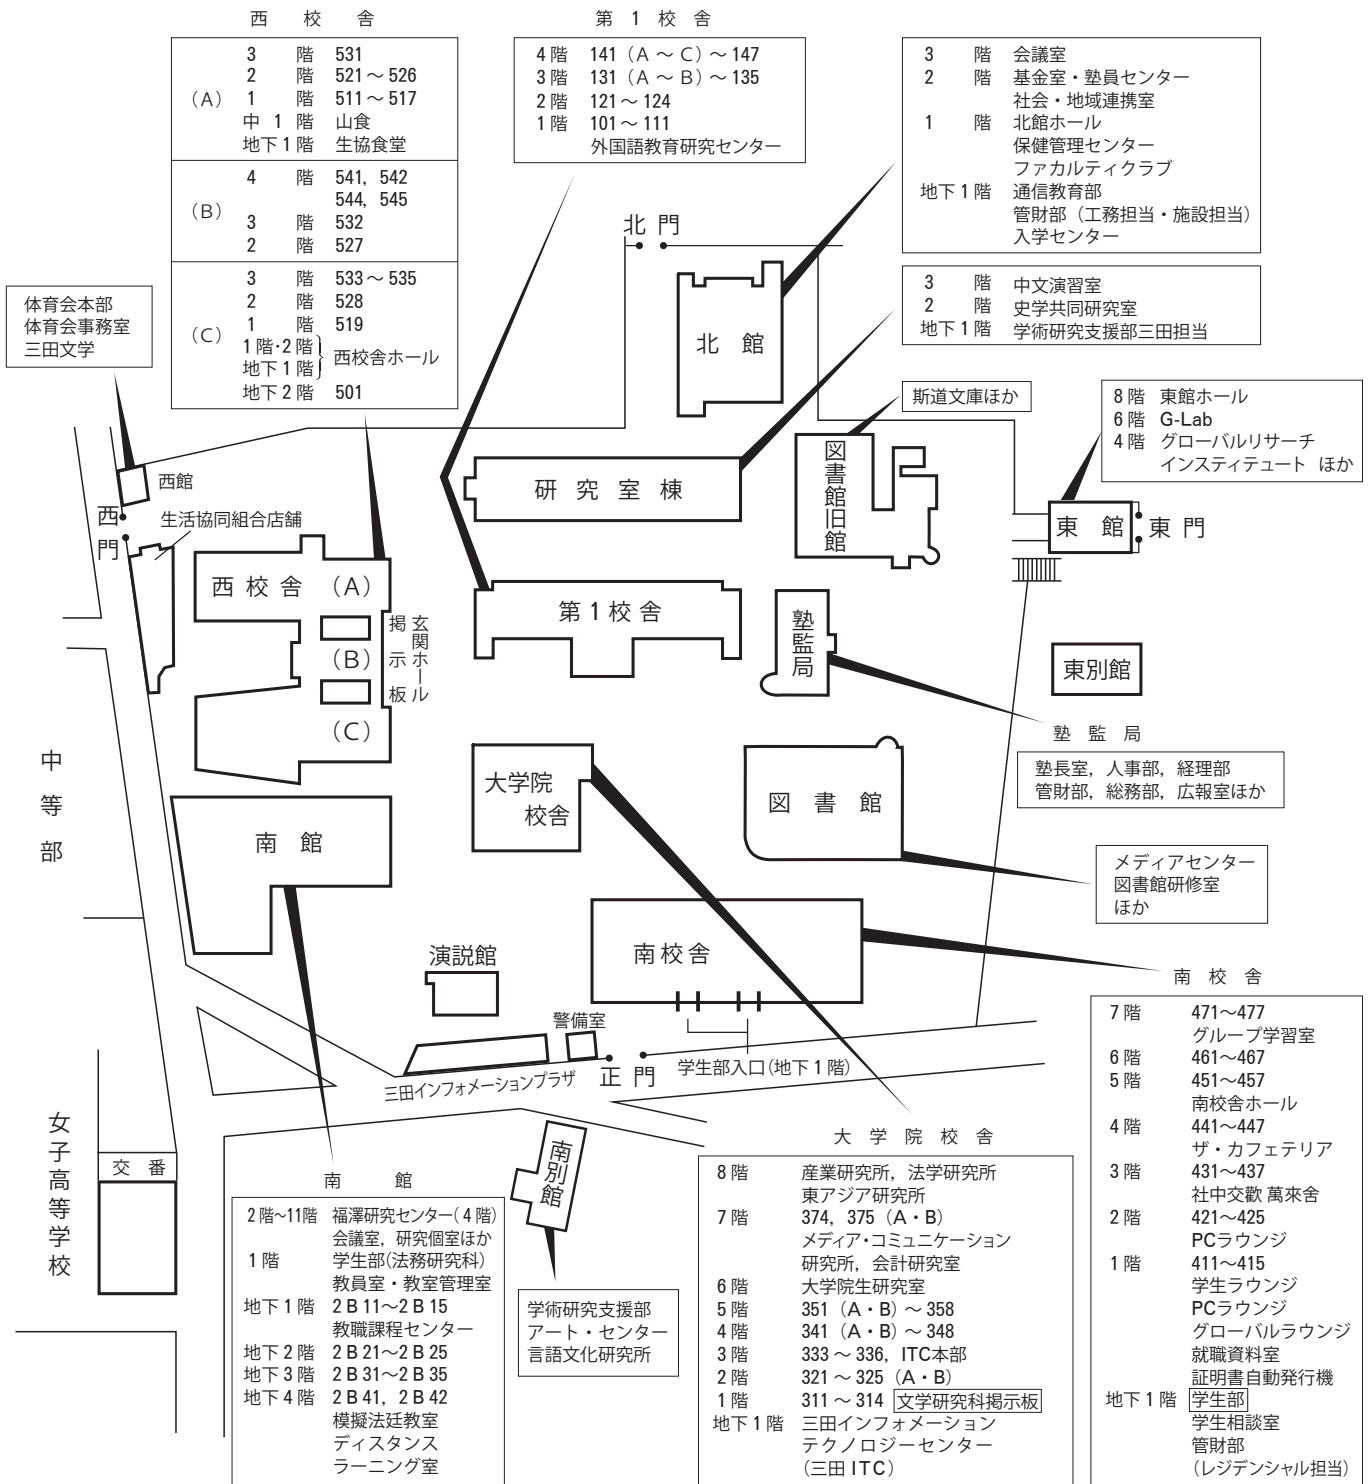 西校舎
(A)
3階 531
2階 521～526
1階 511～517
中1階 山食
地下1階 生協食堂
(B)
4階 541, 542
544, 545
3階 532
2階 527
(C)
3階 533～535
2階 528
1階 519
1階・2階
地下1階
西校舎ホール
地下2階 501
第1校舎
4階 141（A～C）～147
3階 131（A～B）～135
2階 121～124
1階 101～111
外国語教育研究センター
3階 会議室
2階 基金室・塾員センター
社会・地域連携室
1階 北館ホール
保健管理センター
ファカルティクラブ
地下1階 通信教育部
管財部（工務担当・施設担当）
入学センター
3階 中文演習室
2階 史学共同研究室
地下1階 学術研究支援部三田担当
体育会本部
体育会事務室
三田文学
斯道文庫ほか
8階 東館ホール
6階 G-Lab
4階 グローバルリサーチ
インスティテュート ほか
北門
北館
西館
西門
生活協同組合店舗
研究室棟
図書館旧館
東館
東門
西校舎 (A)
(B)
(C)
掲示板
玄関ホール
第1校舎
塾監局
東別館
塾監局
塾長室，人事部，経理部
管財部，総務部，広報室ほか
中等部
大学院
校舎
図書館
南館
メディアセンター
図書館研修室
ほか
演説館
南校舎
警備室
三田インフォメーションプラザ
正門
学生部入口(地下1階)
女子高等学校
交番
南別館
南館
2階~11階 福澤研究センター(4階)
会議室，研究個室ほか
1階 学生部(法務研究科)
教員室・教室管理室
地下1階 2B11～2B15
教職課程センター
地下2階 2B21～2B25
地下3階 2B31～2B35
地下4階 2B41, 2B42
模擬法廷教室
ディスタンス
ラーニング室
学術研究支援部
アート・センター
言語文化研究所
大学院校舎
8階 産業研究所，法学研究所
東アジア研究所
7階 374, 375（A・B）
メディア・コミュニケーション
研究所，会計研究室
6階 大学院生研究室
5階 351（A・B）～358
4階 341（A・B）～348
3階 333～336, ITC本部
2階 321～325（A・B）
1階 311～314 文学研究科掲示板
地下1階 三田インフォメーション
テクノロジーセンター
(三田ITC)
南校舎
7階 471～477
グループ学習室
6階 461～467
5階 451～457
南校舎ホール
4階 441～447
ザ・カフェテリア
3階 431～437
社中交歡 萬來舍
2階 421～425
PCラウンジ
1階 411～415
学生ラウンジ
PCラウンジ
グローバルラウンジ
就職資料室
証明書自動発行機
地下1階 学生部
学生相談室
管財部
(レジデンシャル担当)